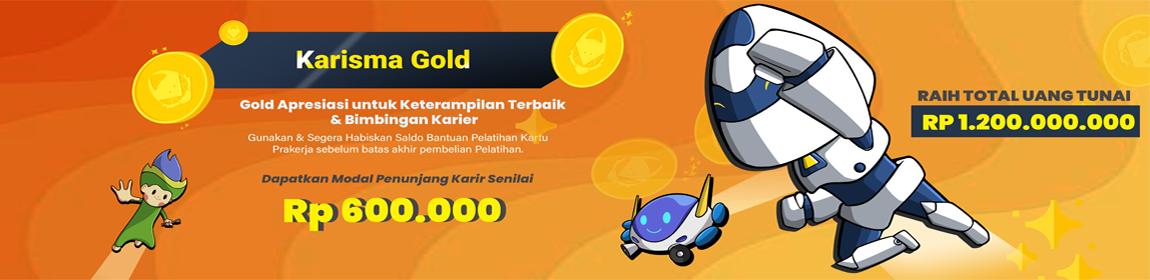 Karisma Gold
Gold Apresiasi untuk Keterampilan Terbaik
& Bimbingan Karier
Gunakan & Segera Habiskan Saldo Bantuan Pelatihan Kartu
Prakerja sebelum batas akhir pembelian Pelatihan.
Dapatkan Modal Penunjang Karir Senilai
Rp 600.000
RAIH TOTAL UANG TUNAI
RP 1.200.000.000